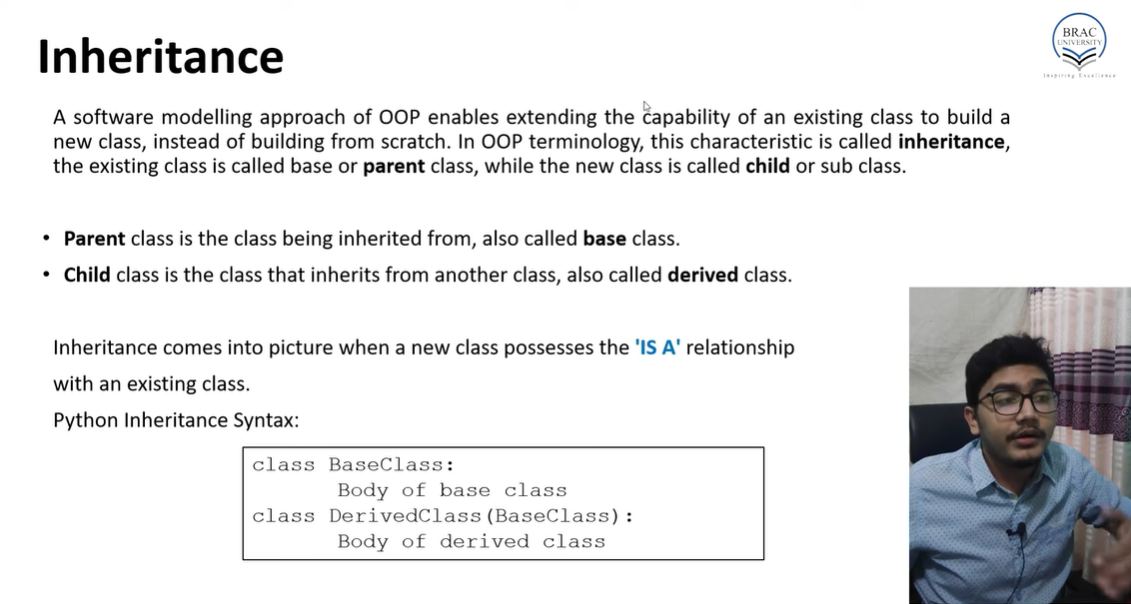 Inheritance
BRAC
UNIVERSITY
Inspiring Excellence
A software modelling approach of OOP enables extending the capability of an existing class to build a
new class, instead of building from scratch. In OOP terminology, this characteristic is called inheritance,
the existing class is called base or parent class, while the new class is called child or sub class.
• Parent class is the class being inherited from, also called base class.
• Child class is the class that inherits from another class, also called derived class.
Inheritance comes into picture when a new class possesses the 'IS A' relationship
with an existing class.
Python Inheritance Syntax:
class BaseClass:
Body of base class
class DerivedClass(BaseClass):
Body of derived class